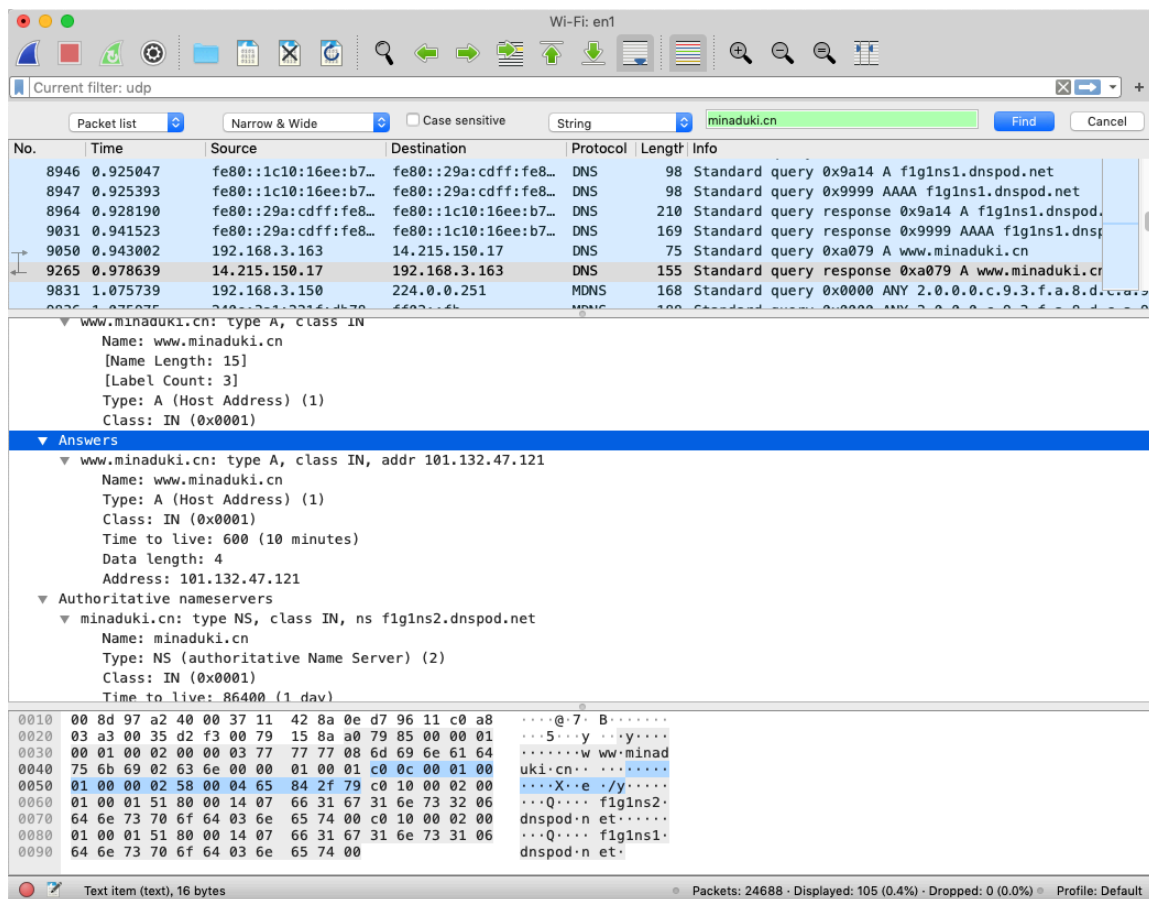 Wi-Fi: en1
Current filter: udp
Packet list Narrow & Wide Case sensitive String minaduki.cn Find Cancel
No. Time Source Destination Protocol Length Info
8946 0.925047 fe80::1c10:16ee:b7… fe80::29a:cdff:fe8… DNS 98 Standard query 0x9a14 A f1g1ns1.dnspod.net
8947 0.925393 fe80::1c10:16ee:b7… fe80::29a:cdff:fe8… DNS 98 Standard query 0x9999 AAAA f1g1ns1.dnspod.net
8964 0.928190 fe80::29a:cdff:fe8… fe80::1c10:16ee:b7… DNS 210 Standard query response 0x9a14 A f1g1ns1.dnspod.
9031 0.941523 fe80::29a:cdff:fe8… fe80::1c10:16ee:b7… DNS 169 Standard query response 0x9999 AAAA f1g1ns1.dnsp
9050 0.943002 192.168.3.163 14.215.150.17 DNS 75 Standard query 0xa079 A www.minaduki.cn
9265 0.978639 14.215.150.17 192.168.3.163 DNS 155 Standard query response 0xa079 A www.minaduki.cn
9831 1.075739 192.168.3.150 224.0.0.251 MDNS 168 Standard query 0x0000 ANY 2.0.0.0.c.9.3.f.a.8.d.c.a.9
www.minaduki.cn: type A, class IN
Name: www.minaduki.cn
[Name Length: 15]
[Label Count: 3]
Type: A (Host Address) (1)
Class: IN (0x0001)
Answers
www.minaduki.cn: type A, class IN, addr 101.132.47.121
Name: www.minaduki.cn
Type: A (Host Address) (1)
Class: IN (0x0001)
Time to live: 600 (10 minutes)
Data length: 4
Address: 101.132.47.121
Authoritative nameservers
minaduki.cn: type NS, class IN, ns f1g1ns2.dnspod.net
Name: minaduki.cn
Type: NS (authoritative Name Server) (2)
Class: IN (0x0001)
Time to live: 86400 (1 day)
0010 00 8d 97 a2 40 00 37 11 42 8a 0e d7 96 11 c0 a8 ····@·7· B·······
0020 03 a3 00 35 d2 f3 00 79 15 8a a0 79 85 00 00 01 ···5···y ···y····
0030 00 01 00 02 00 00 03 77 77 77 08 6d 69 6e 61 64 ·······w ww·minad
0040 75 6b 69 02 63 6e 00 00 01 00 01 c0 0c 00 01 00 uki·cn·· ········
0050 01 00 00 02 58 00 04 65 84 2f 79 c0 10 00 02 00 ····X··e ·/y·····
0060 01 00 01 51 80 00 14 07 66 31 67 31 6e 73 32 06 ···Q···· f1g1ns2·
0070 64 6e 73 70 6f 64 03 6e 65 74 00 c0 10 00 02 00 dnspod·n et······
0080 01 00 01 51 80 00 14 07 66 31 67 31 6e 73 31 06 ···Q···· f1g1ns1·
0090 64 6e 73 70 6f 64 03 6e 65 74 00 dnspod·n et·
Text item (text), 16 bytes Packets: 24688 · Displayed: 105 (0.4%) · Dropped: 0 (0.0%) Profile: Default